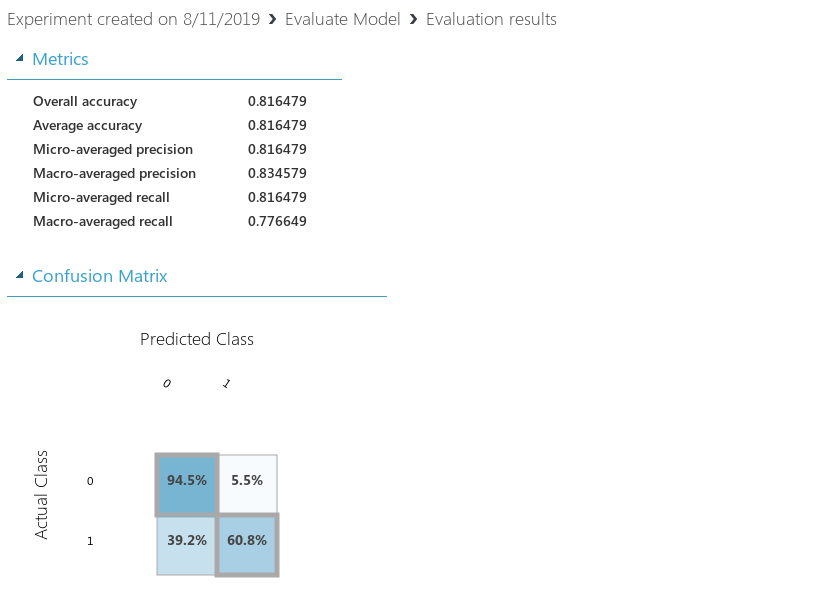 Experiment created on 8/11/2019 › Evaluate Model › Evaluation results
Metrics
Overall accuracy 0.816479
Average accuracy 0.816479
Micro-averaged precision 0.816479
Macro-averaged precision 0.834579
Micro-averaged recall 0.816479
Macro-averaged recall 0.776649
Confusion Matrix
Predicted Class
0 1
Actual Class
0 94.5% 5.5%
1 39.2% 60.8%